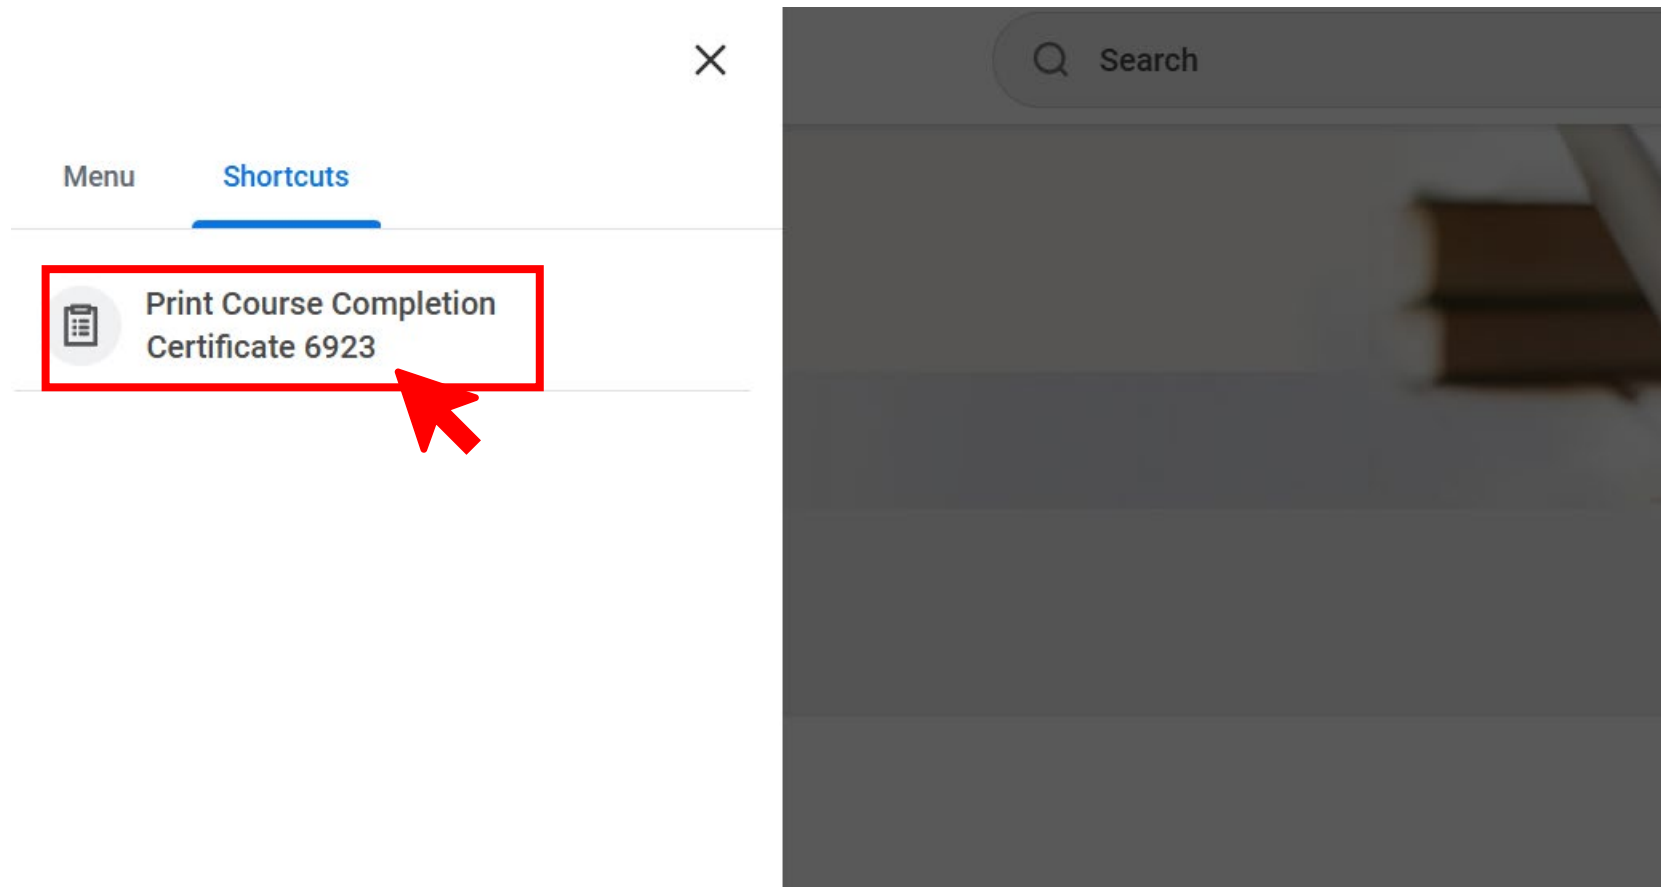 Search
Menu
Shortcuts
Print Course Completion
Certificate 6923